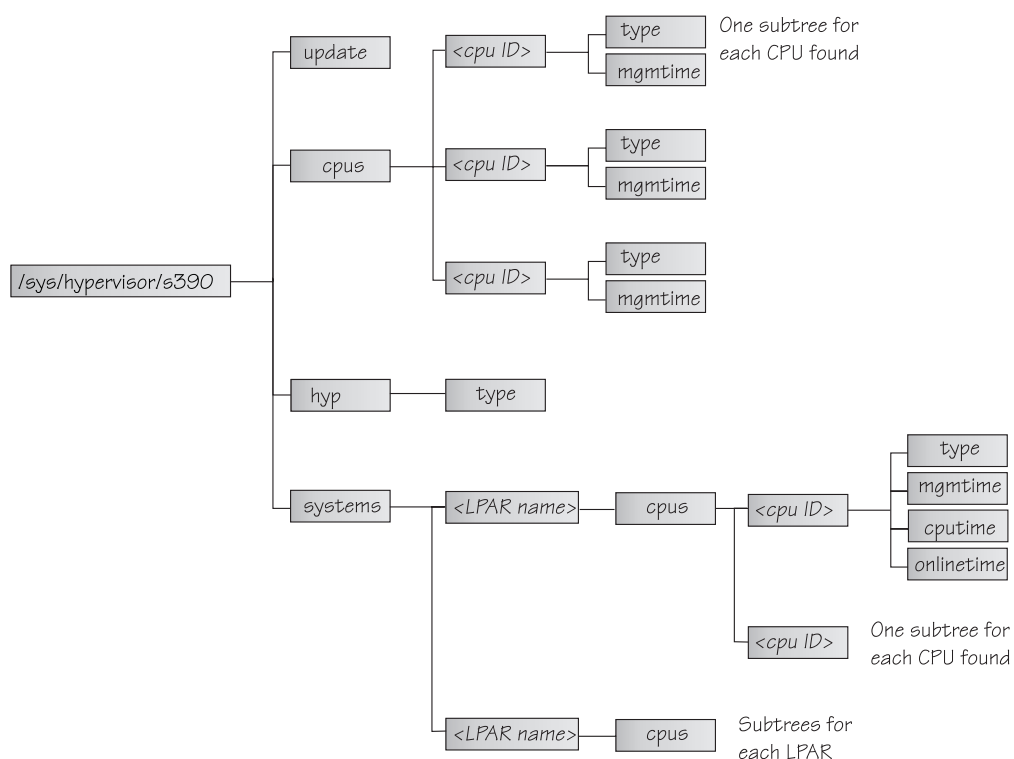 One subtree for
each CPU found
type
update
<cpu ID>
mgmtime
type
cpus
<cpu ID>
mgmtime
type
/sys/hypervisor/s390
<cpu ID>
mgmtime
hyp
type
type
mgmtime
systems
<LPAR name>
cpus
<cpu ID>
cputime
onlinetime
<cpu ID>
One subtree for
each CPU found
<LPAR name>
cpus
Subtrees for
each LPAR